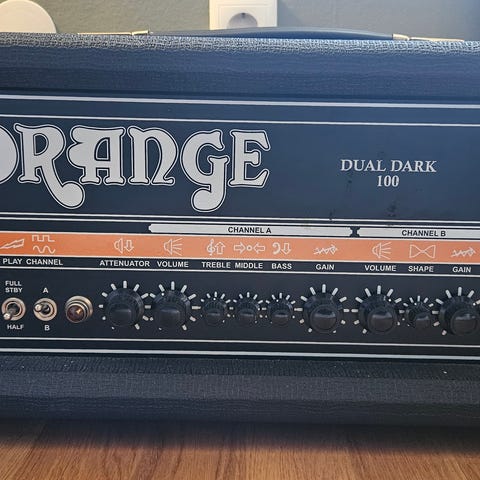 ORANGE
DUAL DARK
100
CHANNEL A
CHANNEL B
PLAY CHANNEL ATTENUATOR VOLUME TREBLE MIDDLE BASS GAIN VOLUME SHAPE GAIN
FULL
STBY
HALF
A
B